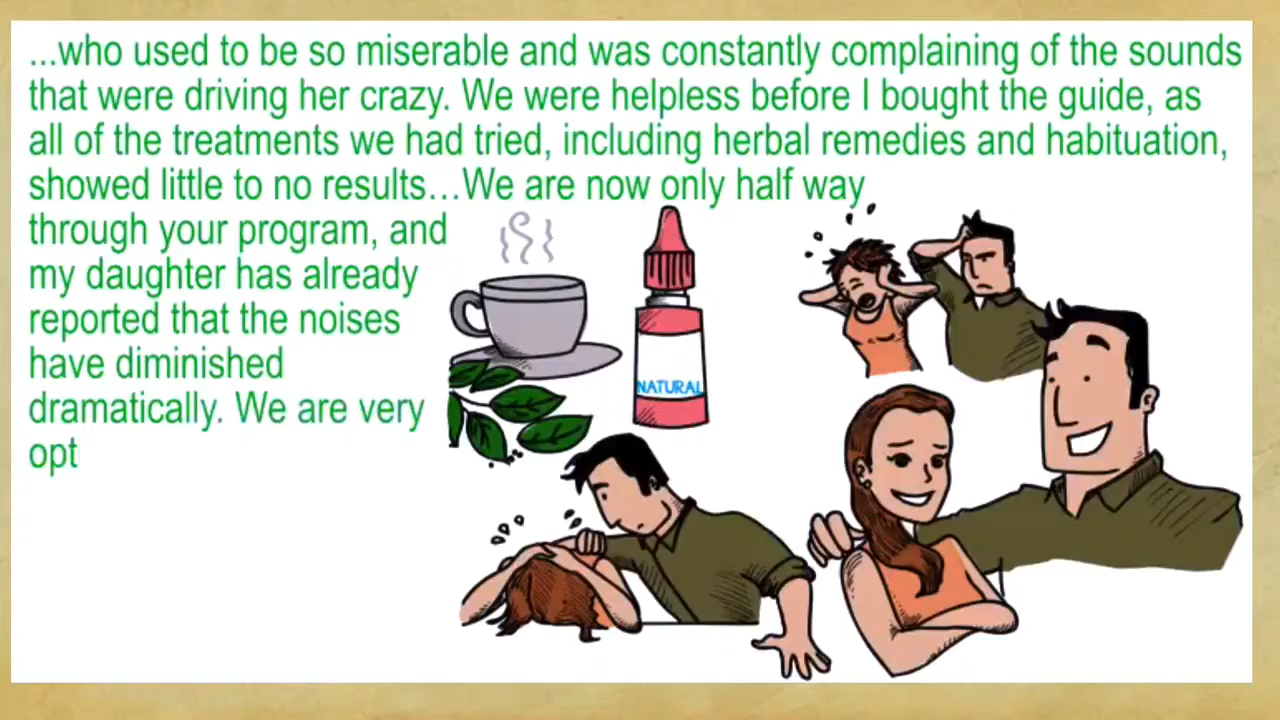 ...who used to be so miserable and was constantly complaining of the sounds
that were driving her crazy. We were helpless before I bought the guide, as
all of the treatments we had tried, including herbal remedies and habituation,
showed little to no results...We are now only half way
through your program, and
my daughter has already
reported that the noises
have diminished
dramatically. We are very
opt
NATURAL